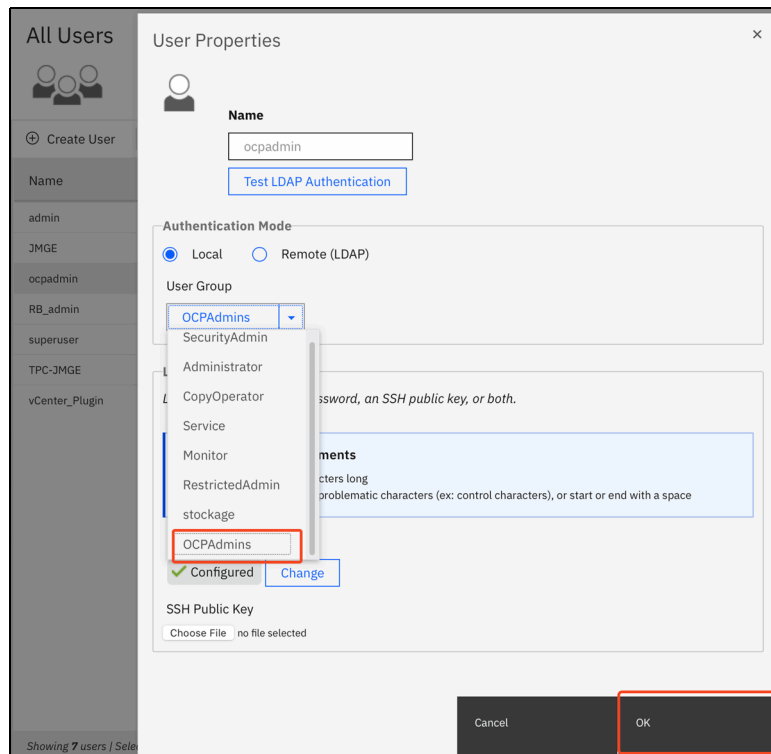 All Users
Create User
Name
admin
JMGE
ocpadmin
RB_admin
superuser
TPC-JMGE
vCenter_Plugin
Showing 7 users | Sele
User Properties
×
Name
ocpadmin
Test LDAP Authentication
Authentication Mode
Local
Remote (LDAP)
User Group
OCPAdmins
SecurityAdmin
Administrator
CopyOperator
Service
Monitor
RestrictedAdmin
stockage
OCPAdmins
L
L ssword, an SSH public key, or both.
ments
cters long
problematic characters (ex: control characters), or start or end with a space
Configured
Change
SSH Public Key
Choose File no file selected
Cancel
OK